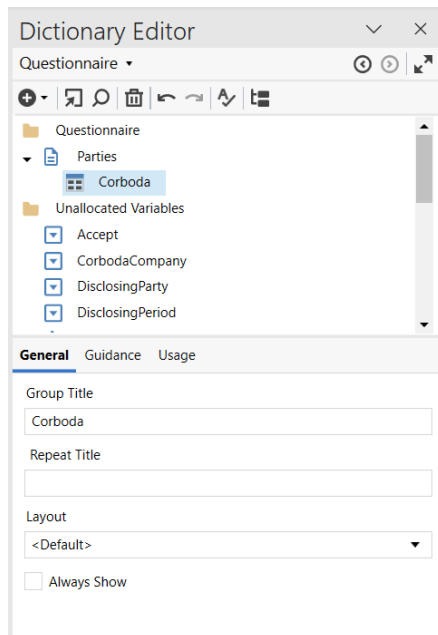 Dictionary Editor
Questionnaire
Questionnaire
Parties
Corboda
Unallocated Variables
Accept
CorbodaCompany
DisclosingParty
DisclosingPeriod
General Guidance Usage
Group Title
Corboda
Repeat Title
Layout
<Default>
Always Show